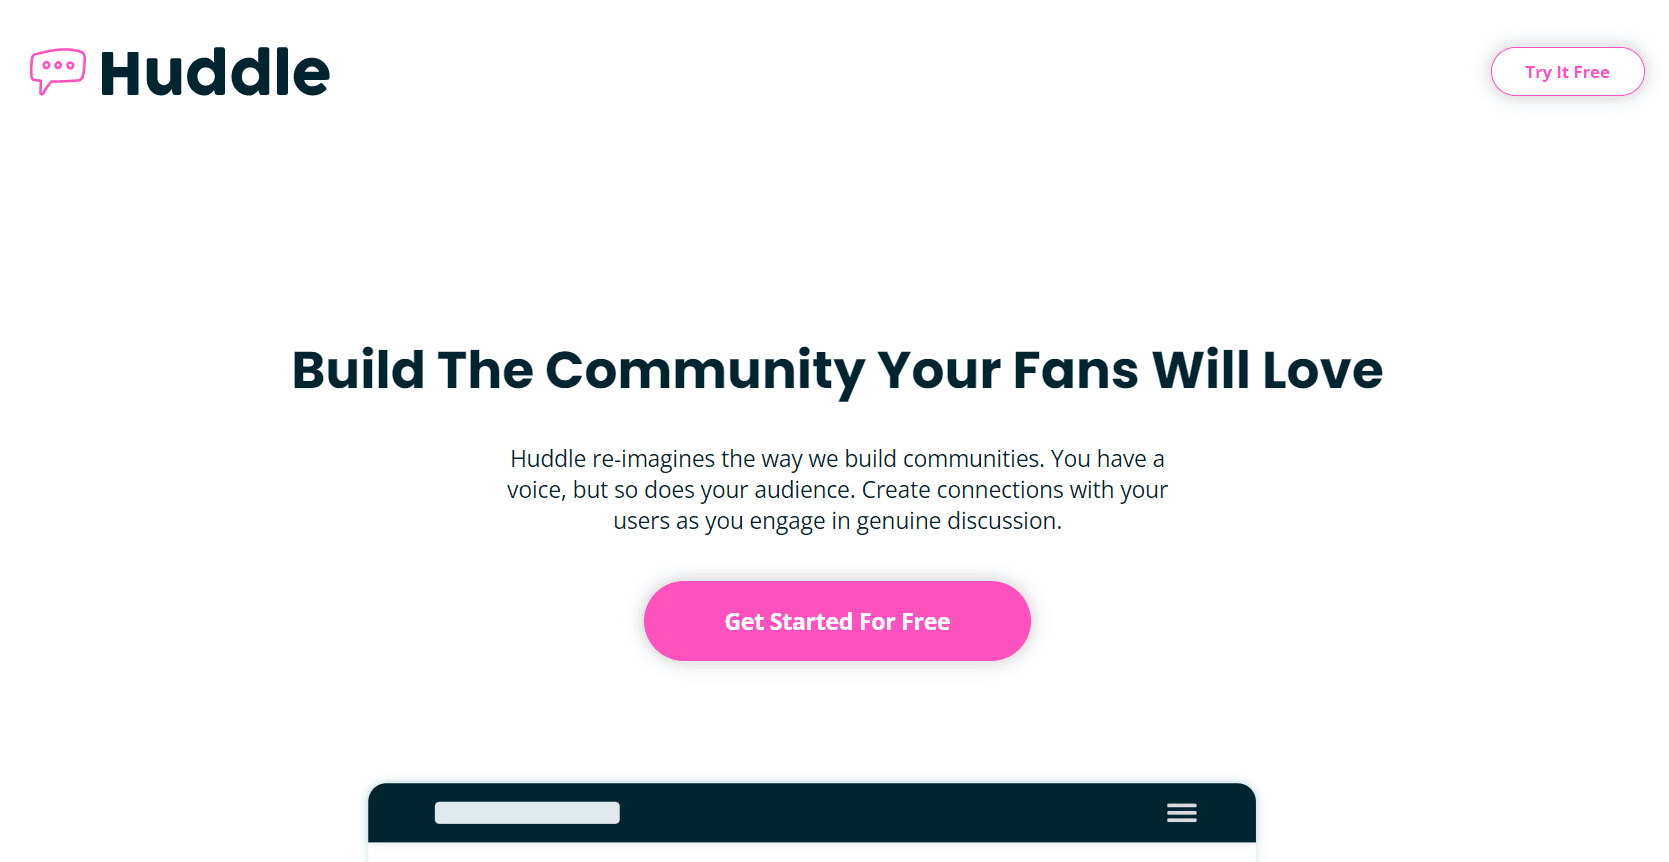 Huddle
Try It Free
Build The Community Your Fans Will Love
Huddle re-imagines the way we build communities. You have a
voice, but so does your audience. Create connections with your
users as you engage in genuine discussion.
Get Started For Free